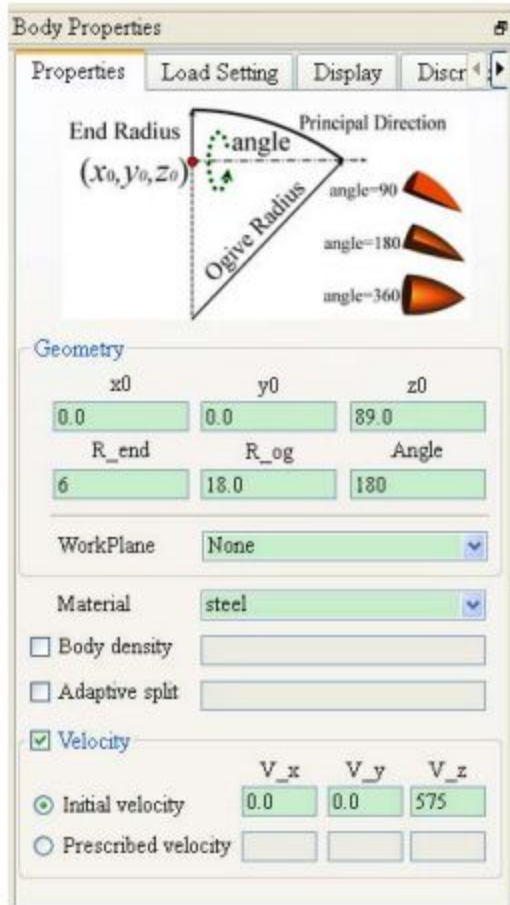 Body Properties
Properties Load Setting Display Discr
End Radius
angle
Principal Direction
(x₀,y₀,z₀)
Ogive Radius
angle=90
angle=180
angle=360
Geometry
x0 y0 z0
0.0 0.0 89.0
R_end R_og Angle
6 18.0 180
WorkPlane None
Material steel
Body density
Adaptive split
Velocity
V_x V_y V_z
Initial velocity 0.0 0.0 575
Prescribed velocity